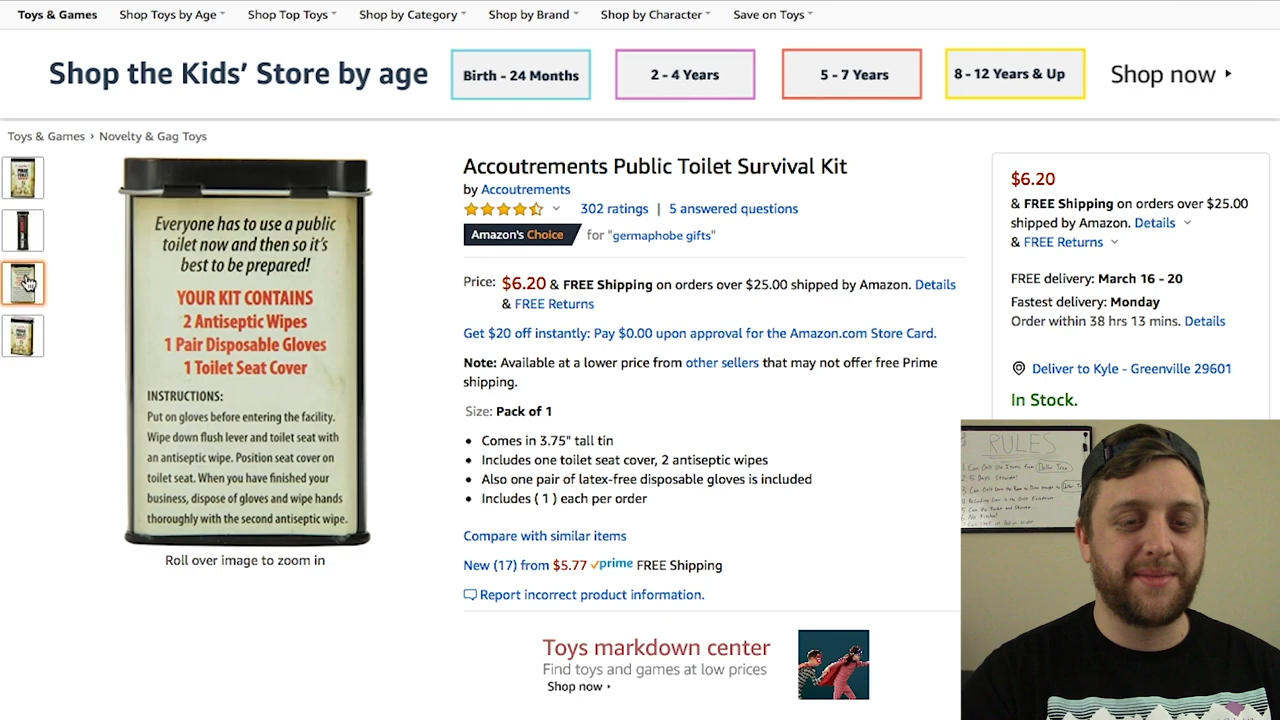 Toys & Games
Shop Toys by Age
Shop Top Toys
Shop by Category
Shop by Brand
Shop by Character
Save on Toys
Shop the Kids' Store by age
Birth - 24 Months
2 - 4 Years
5 - 7 Years
8 - 12 Years & Up
Shop now
Toys & Games › Novelty & Gag Toys
Everyone has to use a public
toilet now and then so it's
best to be prepared!
YOUR KIT CONTAINS
2 Antiseptic Wipes
1 Pair Disposable Gloves
1 Toilet Seat Cover
INSTRUCTIONS:
Put on gloves before entering the facility.
Wipe down flush lever and toilet seat with
an antiseptic wipe. Position seat cover on
toilet seat. When you have finished your
business, dispose of gloves and wipe hands
thoroughly with the second antiseptic wipe.
Roll over image to zoom in
Accoutrements Public Toilet Survival Kit
by Accoutrements
302 ratings | 5 answered questions
Amazon's Choice for "germaphobe gifts"
Price: $6.20 & FREE Shipping on orders over $25.00 shipped by Amazon. Details
& FREE Returns
Get $20 off instantly: Pay $0.00 upon approval for the Amazon.com Store Card.
Note: Available at a lower price from other sellers that may not offer free Prime
shipping.
Size: Pack of 1
• Comes in 3.75" tall tin
• Includes one toilet seat cover, 2 antiseptic wipes
• Also one pair of latex-free disposable gloves is included
• Includes ( 1 ) each per order
Compare with similar items
New (17) from $5.77 prime FREE Shipping
Report incorrect product information.
Toys markdown center
Find toys and games at low prices
Shop now
$6.20
& FREE Shipping on orders over $25.00
shipped by Amazon. Details
& FREE Returns
FREE delivery: March 16 - 20
Fastest delivery: Monday
Order within 38 hrs 13 mins. Details
Deliver to Kyle - Greenville 29601
In Stock.
RULES
1 Can Only Use Items from Dollar Tree
2 5 Days Straight